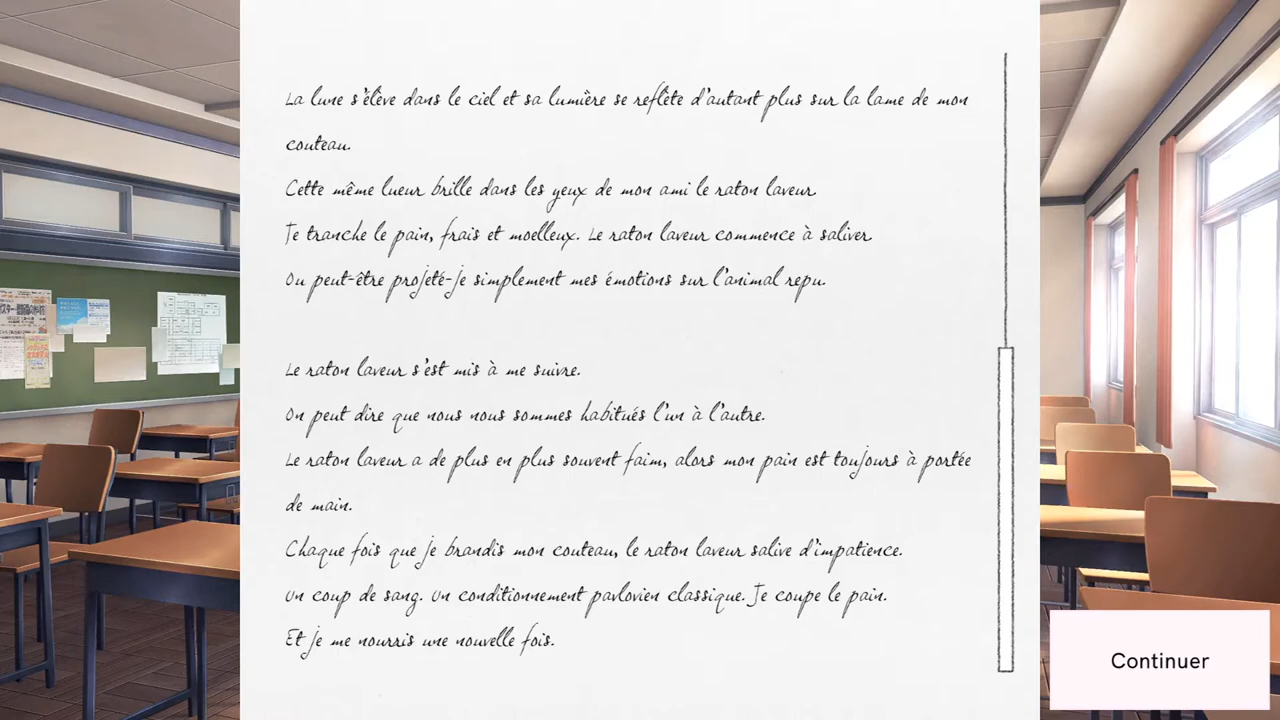 La lune s'élève dans le ciel et sa lumière se reflète d'autant plus sur la lame de mon
couteau.
Cette même lueur brille dans les yeux de mon ami le raton laveur
Je tranche le pain, frais et moelleux. Le raton laveur commence à saliver
Ou peut-être projeté-je simplement mes émotions sur l'animal repu.
Le raton laveur s'est mis à me suivre.
On peut dire que nous nous sommes habitués l'un à l'autre.
Le raton laveur a de plus en plus souvent faim, alors mon pain est toujours à portée
de main.
Chaque fois que je brandis mon couteau, le raton laveur salive d'impatience.
Un coup de sang. Un conditionnement pavlovien classique. Je coupe le pain.
Et je me nourris une nouvelle fois.
Continuer